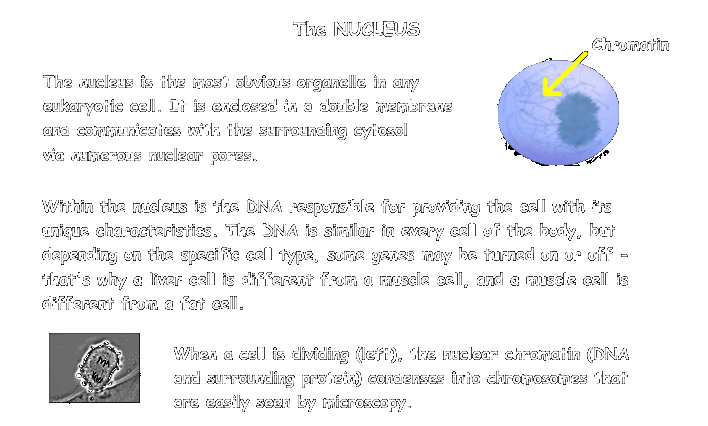 The NUCLEUS
Chromatin
The nucleus is the most obvious organelle in any
eukaryotic cell. It is enclosed in a double membrane
and communicates with the surrounding cytosol
via numerous nuclear pores.
Within the nucleus is the DNA responsible for providing the cell with its
unique characteristics. The DNA is similar in every cell of the body, but
depending on the specific cell type, some genes may be turned on or off -
that's why a liver cell is different from a muscle cell, and a muscle cell is
different from a fat cell.
When a cell is dividing (left), the nuclear chromatin (DNA
and surrounding protein) condenses into chromosomes that
are easily seen by microscopy.